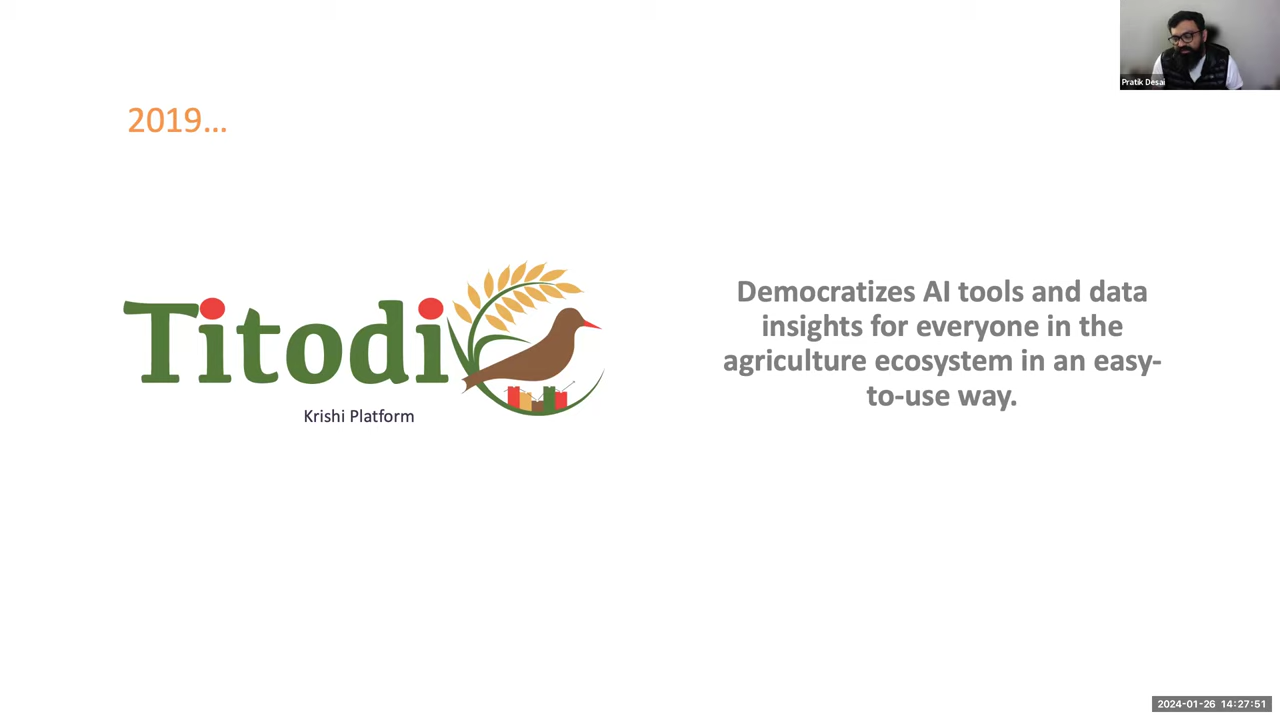 Pratik Desai
2019...
Titodi
Krishi Platform
Democratizes AI tools and data
insights for everyone in the
agriculture ecosystem in an easy-
to-use way.
2024-01-26 14:27:51